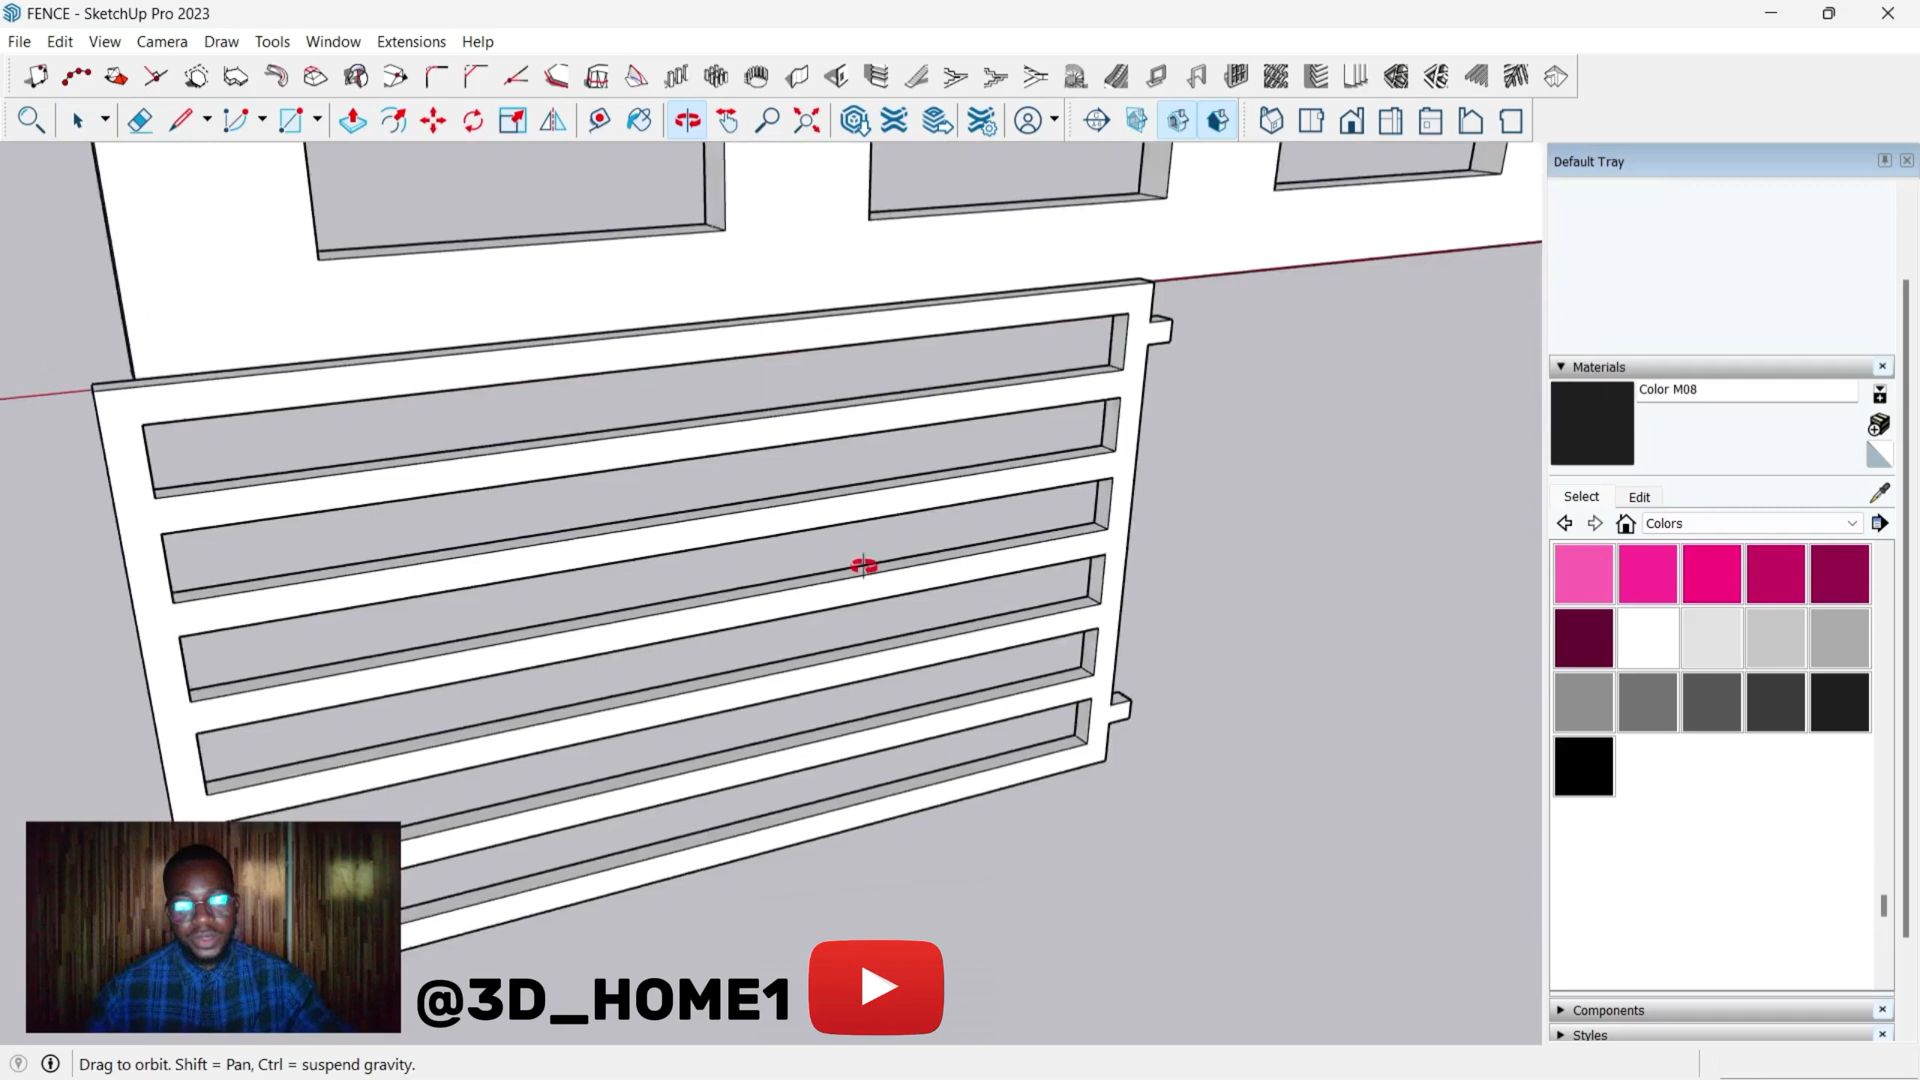 FENCE - SketchUp Pro 2023
File Edit View Camera Draw Tools Window Extensions Help
Default Tray
Materials
Color M08
Select Edit
Colors
@3D_HOME1
Components
Styles
Drag to orbit. Shift = Pan, Ctrl = suspend gravity.